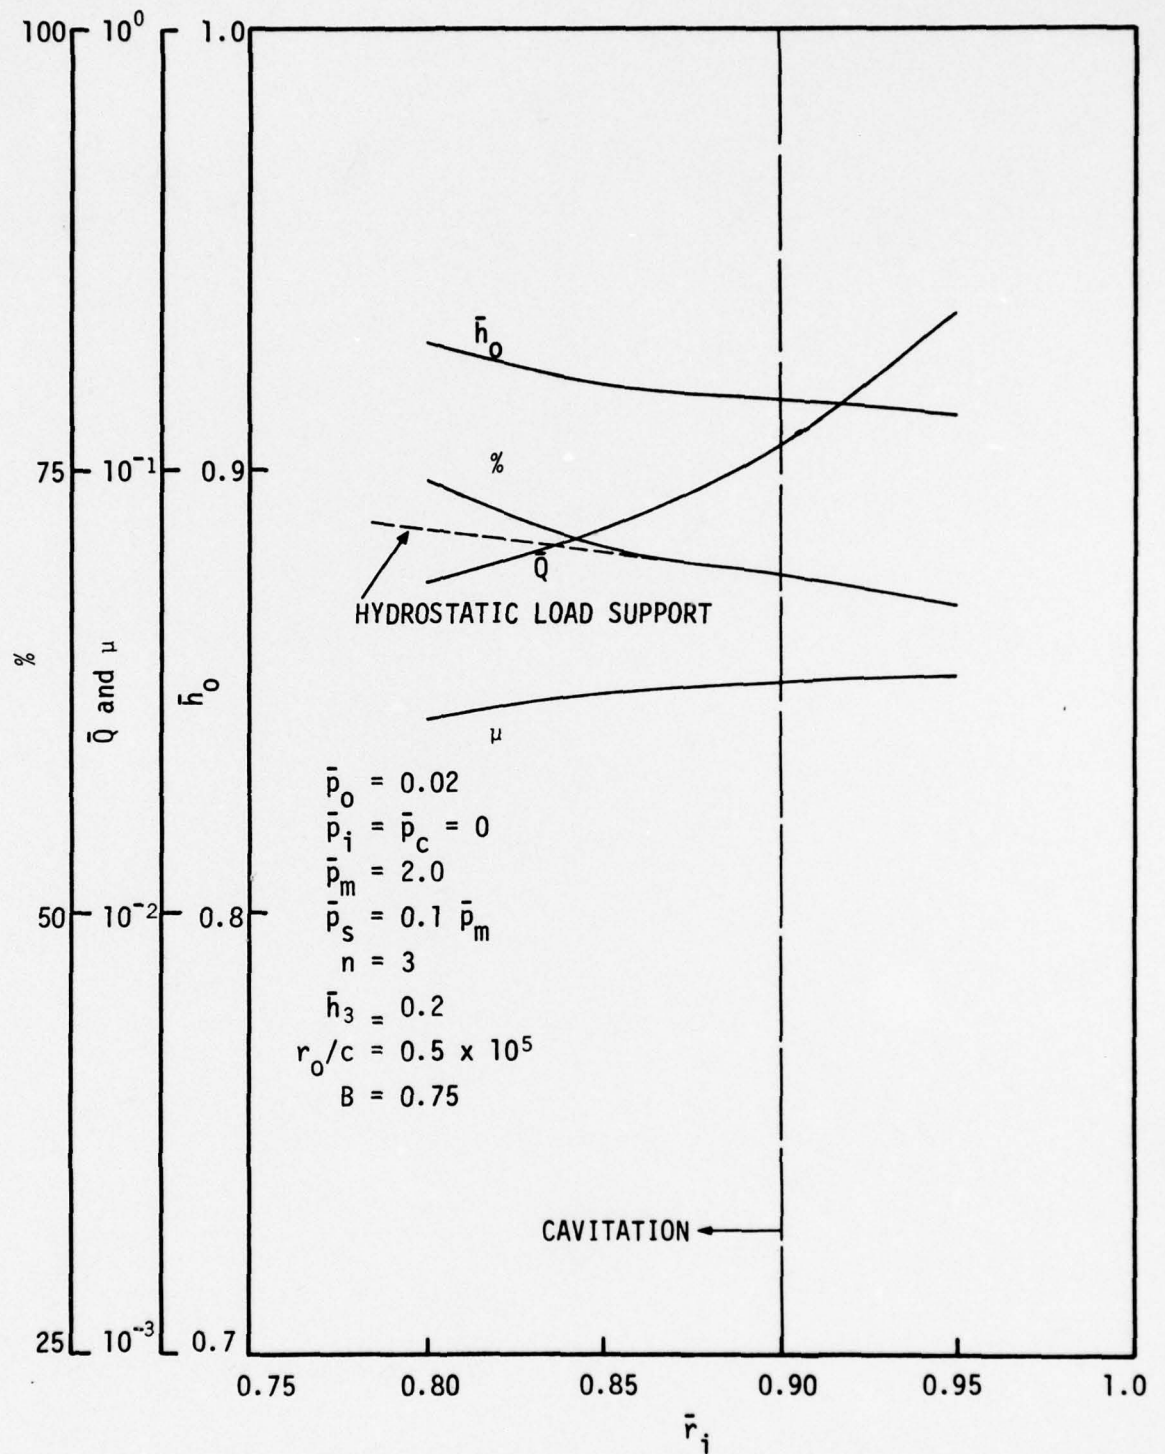 100 10⁰ 1.0
h̄o
%
75 10⁻¹ 0.9
Q̄
HYDROSTATIC LOAD SUPPORT
%
Q̄ and μ
h̄o
μ
p̄o = 0.02
p̄i = p̄c = 0
p̄m = 2.0
50 10⁻² 0.8
p̄s = 0.1 p̄m
n = 3
h̄3 = 0.2
ro/c = 0.5 x 10⁵
B = 0.75
CAVITATION
25 10⁻³ 0.7
0.75 0.80 0.85 0.90 0.95 1.0
r̄i